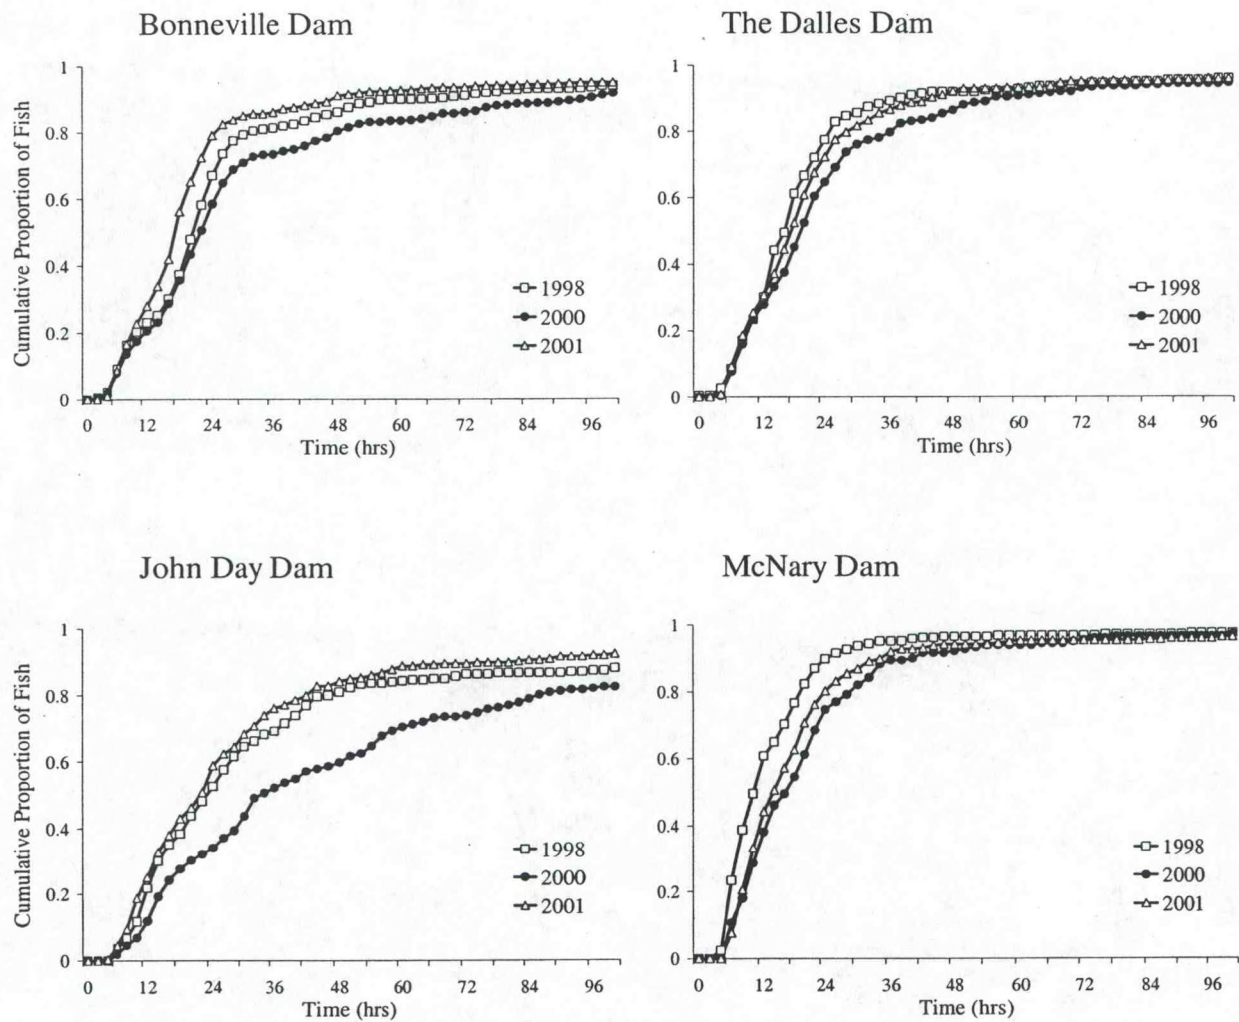 Bonneville Dam
Cumulative Proportion of Fish
1
0.8
0.6
0.4
0.2
0
1998
2000
2001
0 12 24 36 48 60 72 84 96
Time (hrs)
The Dalles Dam
1
0.8
0.6
0.4
0.2
0
1998
2000
2001
0 12 24 36 48 60 72 84 96
Time (hrs)
John Day Dam
Cumulative Proportion of Fish
1
0.8
0.6
0.4
0.2
0
1998
2000
2001
0 12 24 36 48 60 72 84 96
Time (hrs)
McNary Dam
1
0.8
0.6
0.4
0.2
0
1998
2000
2001
0 12 24 36 48 60 72 84 96
Time (hrs)